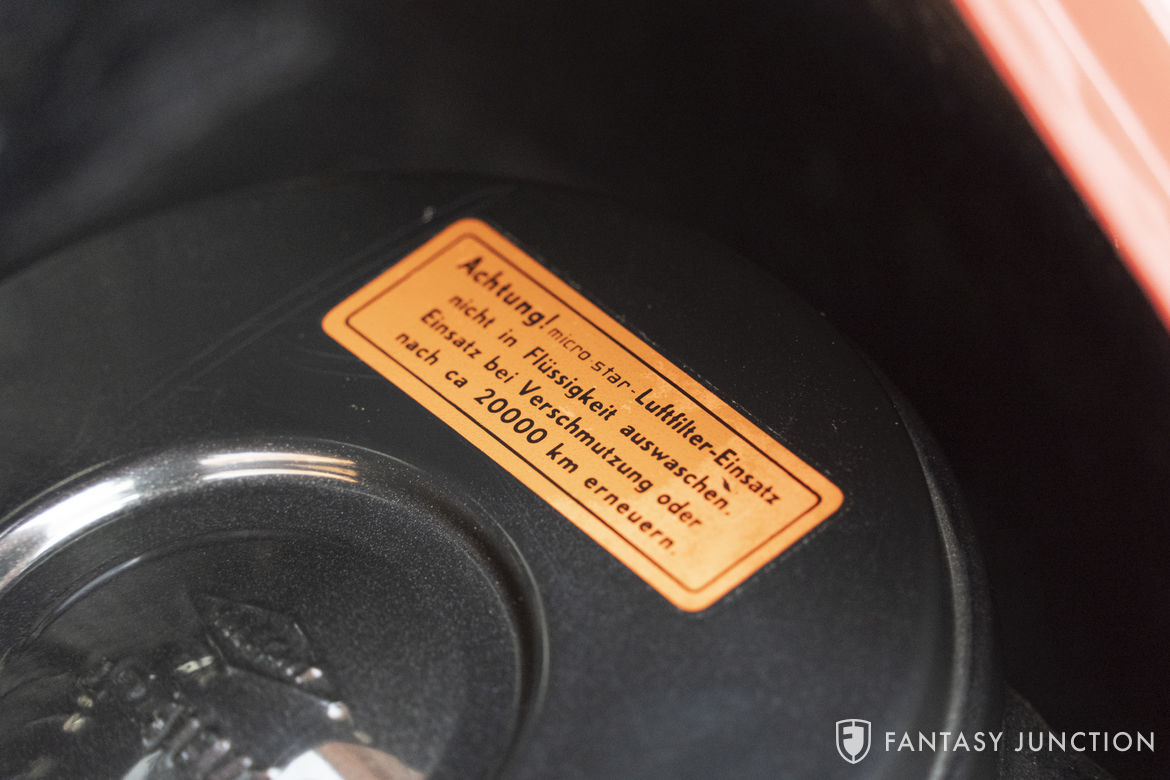 Achtung! micro-star-Luftfilter-Einsatz
nicht in Flüssigkeit auswaschen.
Einsatz bei Verschmutzung oder
nach ca 20000 km erneuern.
FANTASY JUNCTION